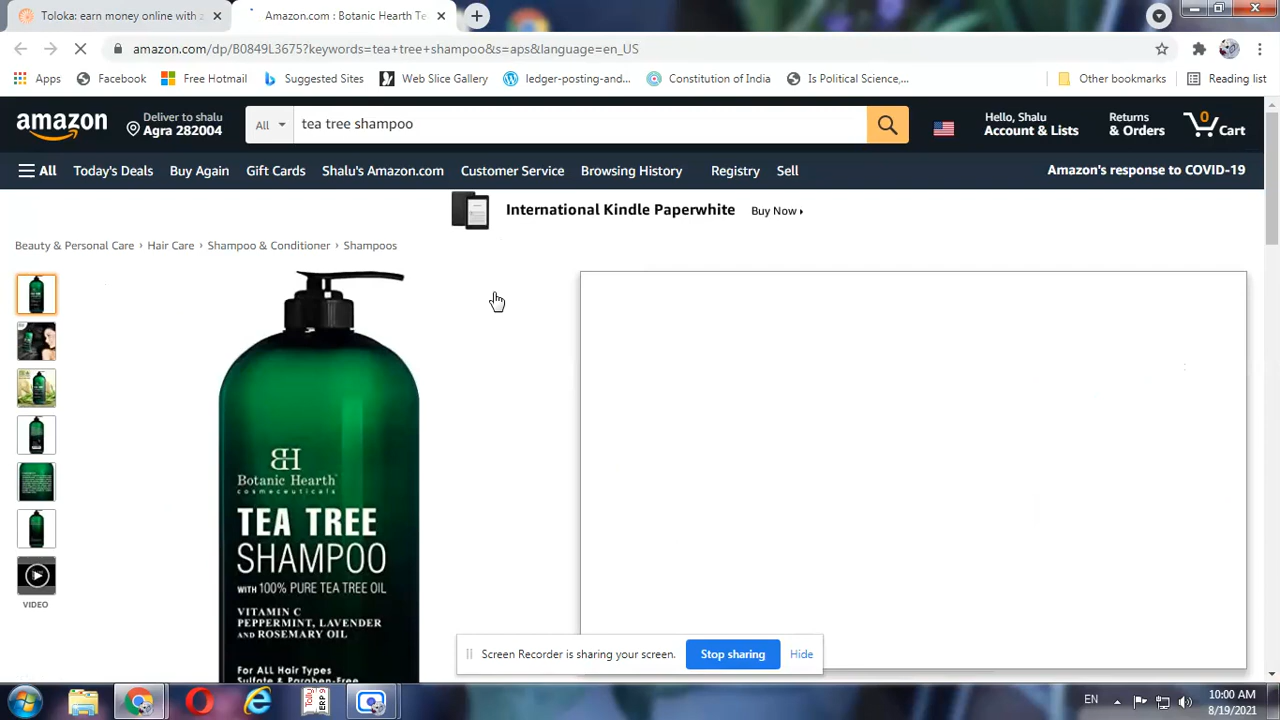 Toloka: earn money online with z
Amazon.com : Botanic Hearth Te
amazon.com/dp/B0849L3675?keywords=tea+tree+shampoo&s=aps&language=en_US
Apps Facebook Free Hotmail Suggested Sites Web Slice Gallery ledger-posting-and... Constitution of India Is Political Science,... Other bookmarks Reading list
amazon
Deliver to shalu
Agra 282004
All
tea tree shampoo
Hello, Shalu
Account & Lists
Returns
& Orders
0
Cart
All Today's Deals Buy Again Gift Cards Shalu's Amazon.com Customer Service Browsing History Registry Sell Amazon's response to COVID-19
International Kindle Paperwhite Buy Now
Beauty & Personal Care › Hair Care › Shampoo & Conditioner › Shampoos
VIDEO
BH
Botanic Hearth™
cosmeceuticals
TEA TREE
SHAMPOO
WITH 100% PURE TEA TREE OIL
VITAMIN C
PEPPERMINT, LAVENDER
AND ROSEMARY OIL
For ALL Hair Types
Sulfate & Paraben-Free
Screen Recorder is sharing your screen. Stop sharing Hide
Tally
ERP
EN
10:00 AM
8/19/2021